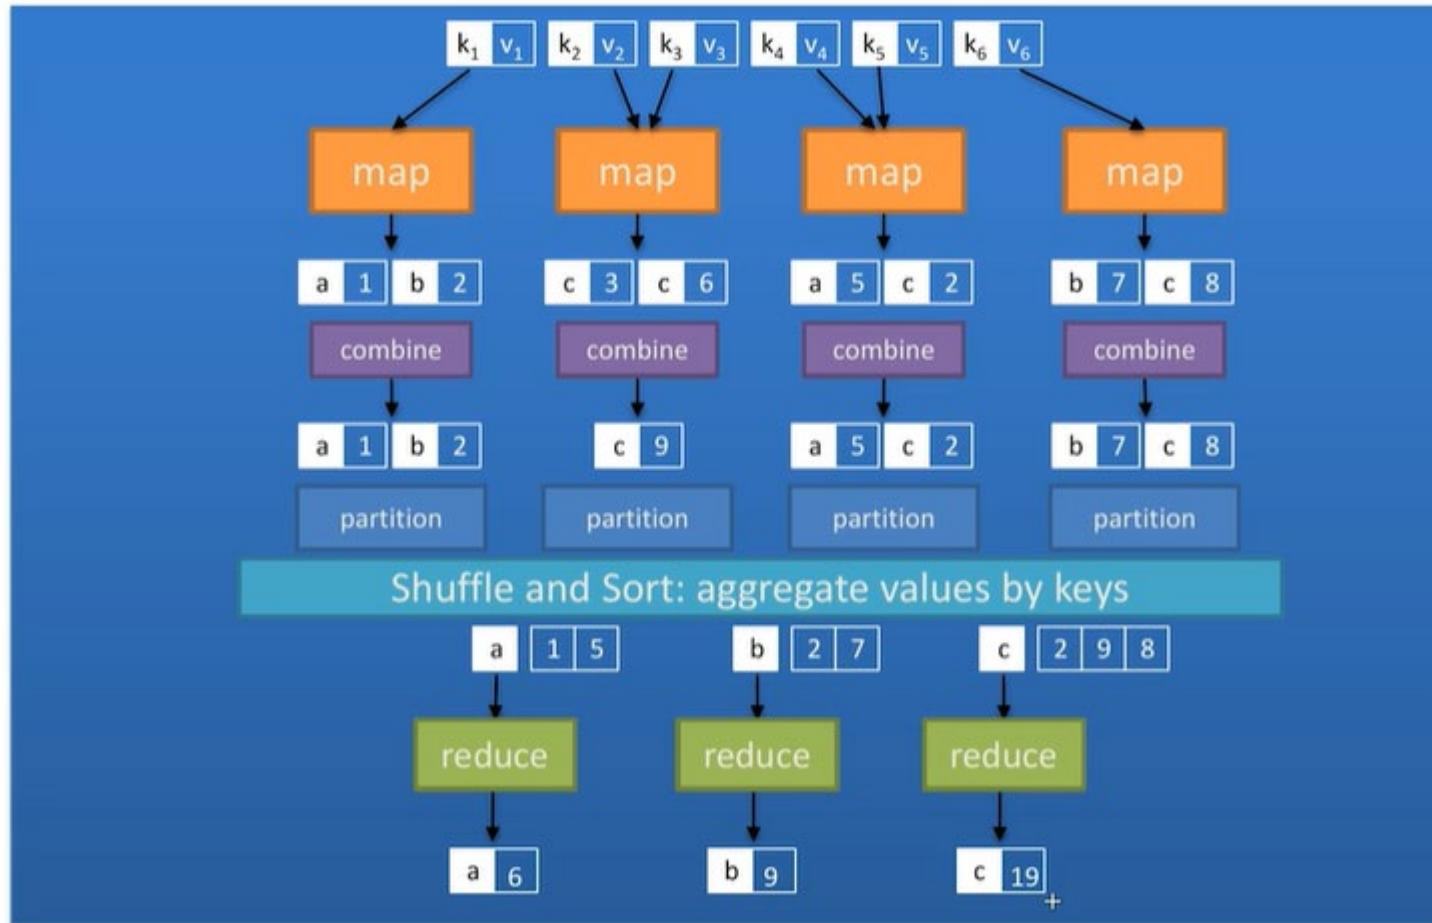 k₁ v₁ k₂ v₂ k₃ v₃ k₄ v₄ k₅ v₅ k₆ v₆
map map map map
a 1 b 2 c 3 c 6 a 5 c 2 b 7 c 8
combine combine combine combine
a 1 b 2 c 9 a 5 c 2 b 7 c 8
partition partition partition partition
Shuffle and Sort: aggregate values by keys
a 1 5 b 2 7 c 2 9 8
reduce reduce reduce
a 6 b 9 c 19